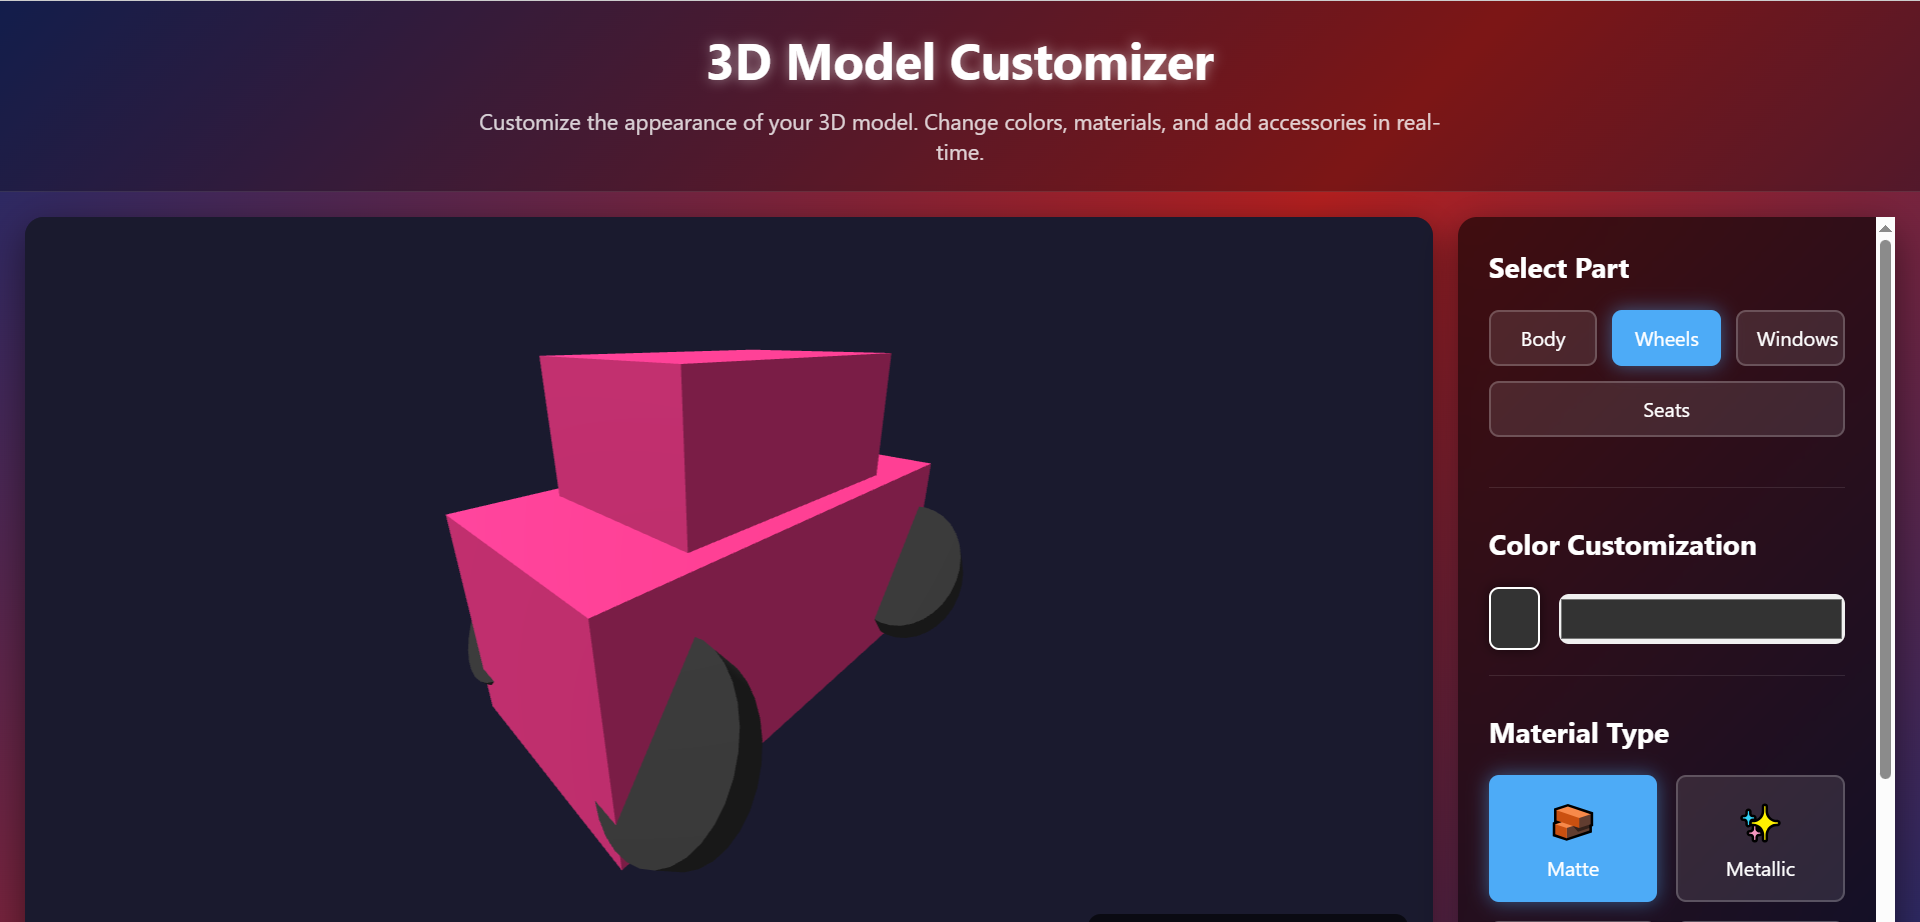 3D Model Customizer
Customize the appearance of your 3D model. Change colors, materials, and add accessories in real-
time.
Select Part
Body
Wheels
Windows
Seats
Color Customization
Material Type
Matte
Metallic